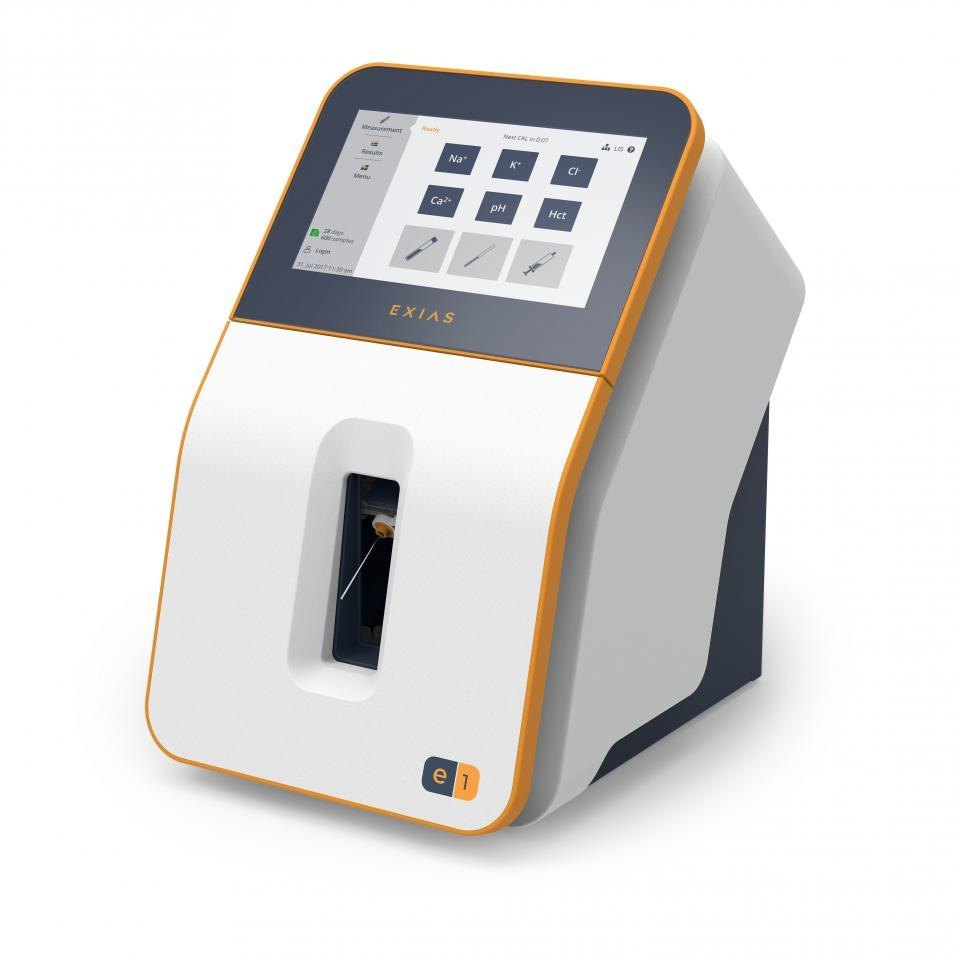 Measurement
Results
Menu
28 days
600 samples
Login
31. Jul 2017 11:39 am
Ready
Next CAL in 0:07
LIS ?
Na⁺ K⁺ Cl⁻
Ca²⁺ pH Hct
EXIAS
e1